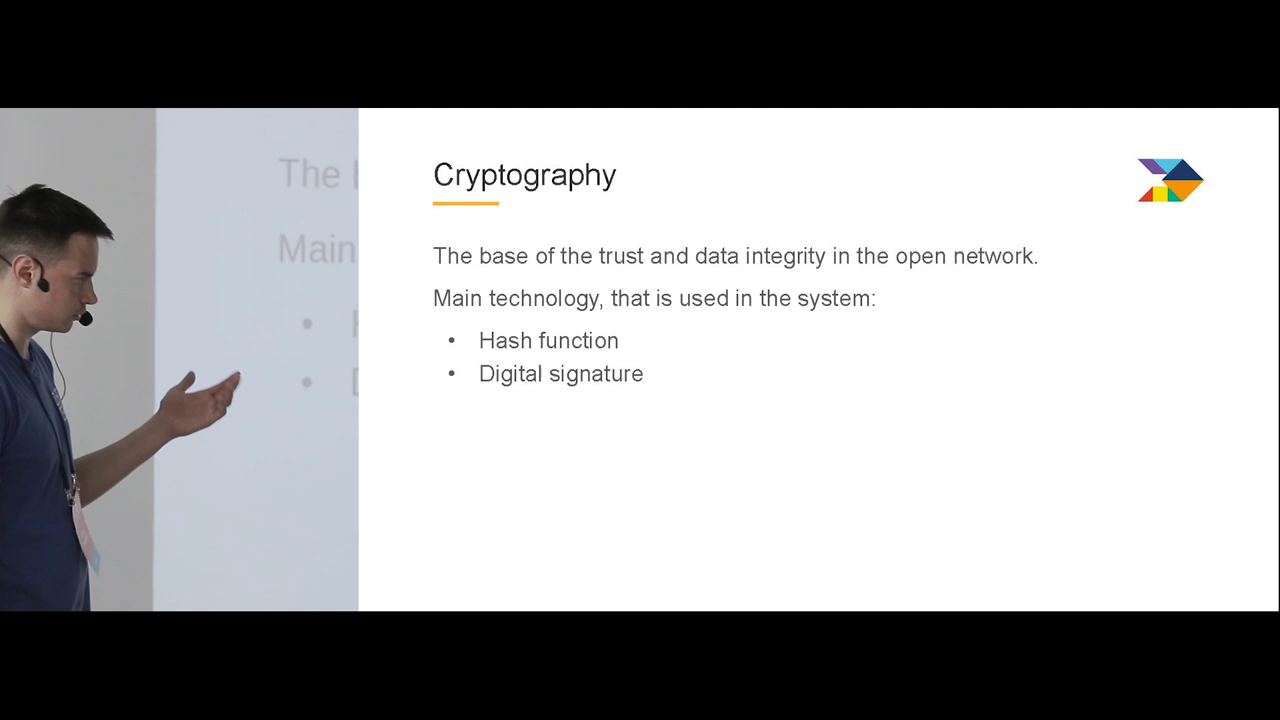 Cryptography
The base of the trust and data integrity in the open network.
Main technology, that is used in the system:
• Hash function
• Digital signature
The
Main